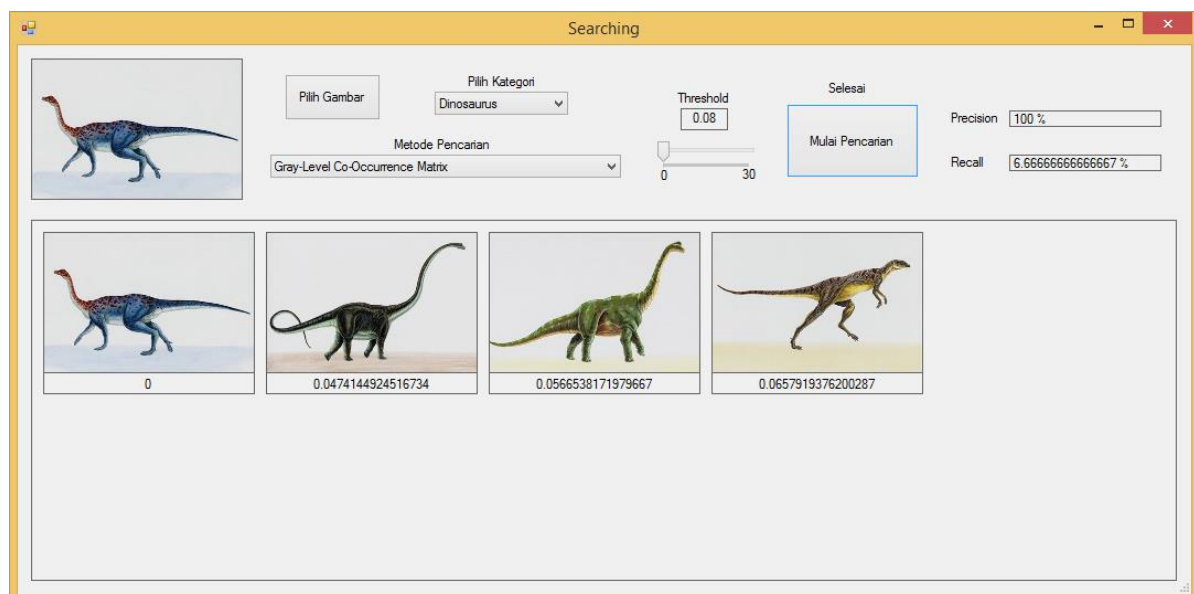 Searching
Pilih Gambar
Pilih Kategori
Dinosaurus
Metode Pencarian
Gray-Level Co-Occurrence Matrix
Threshold
0.08
0 30
Selesai
Mulai Pencarian
Precision 100 %
Recall 6.66666666666667 %
0 0.0474144924516734 0.0566538171979667 0.0657919376200287